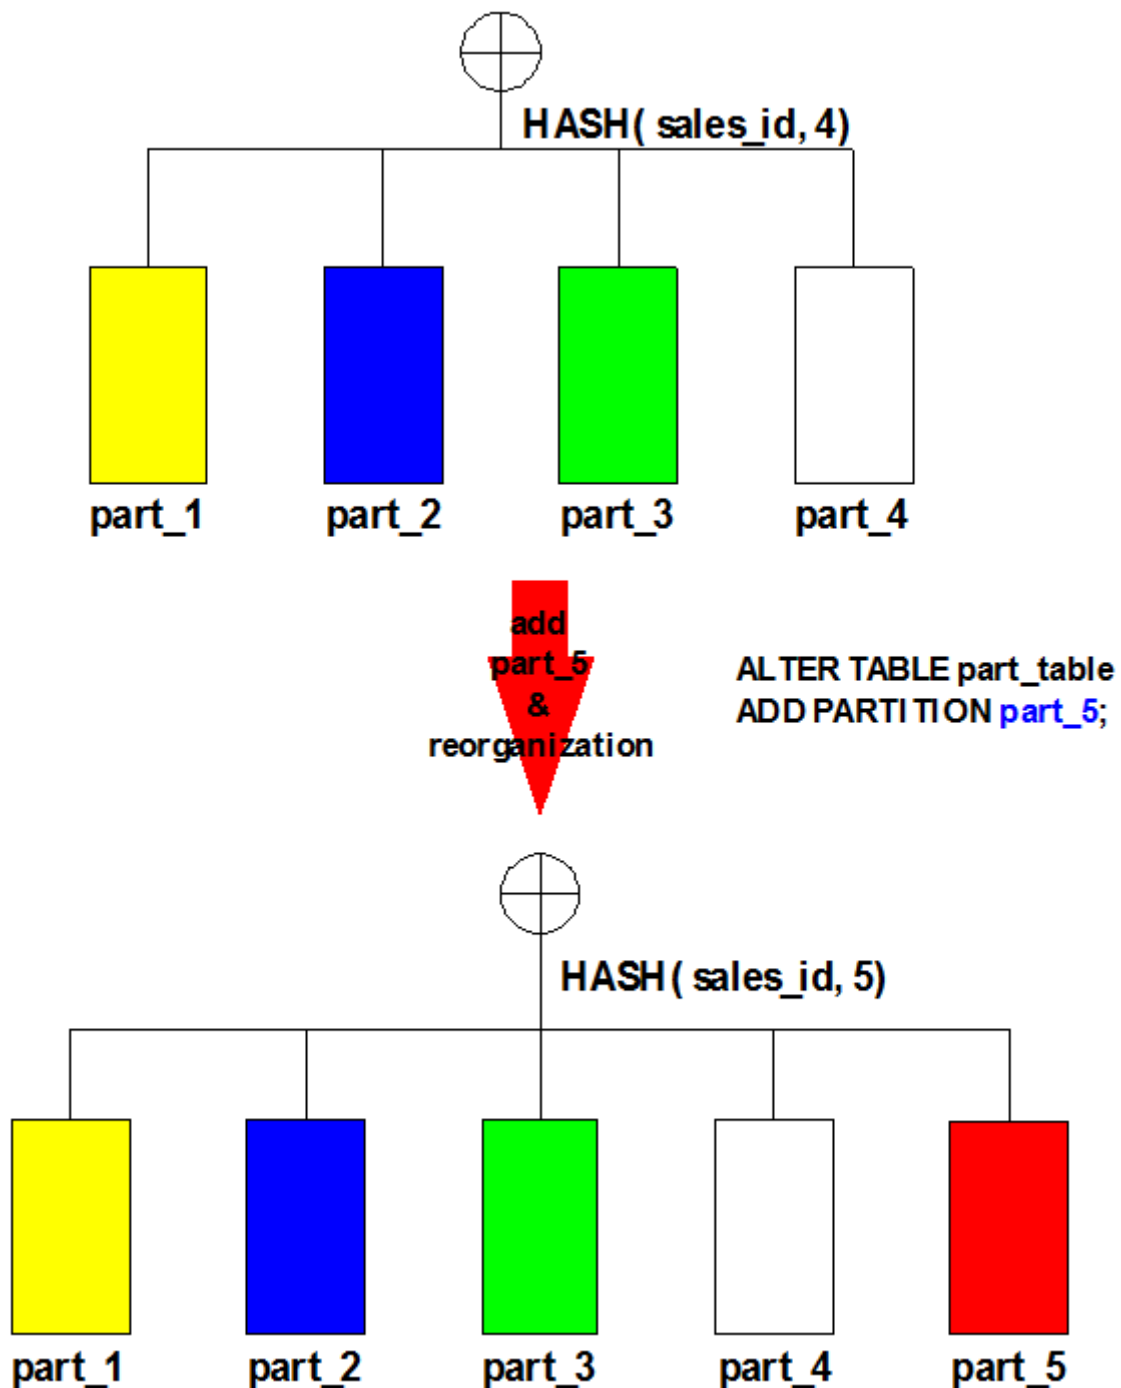 HASH( sales_id, 4)
part_1 part_2 part_3 part_4
add
part_5
&
reorganization
ALTER TABLE part_table
ADD PARTITION part_5;
HASH( sales_id, 5)
part_1 part_2 part_3 part_4 part_5